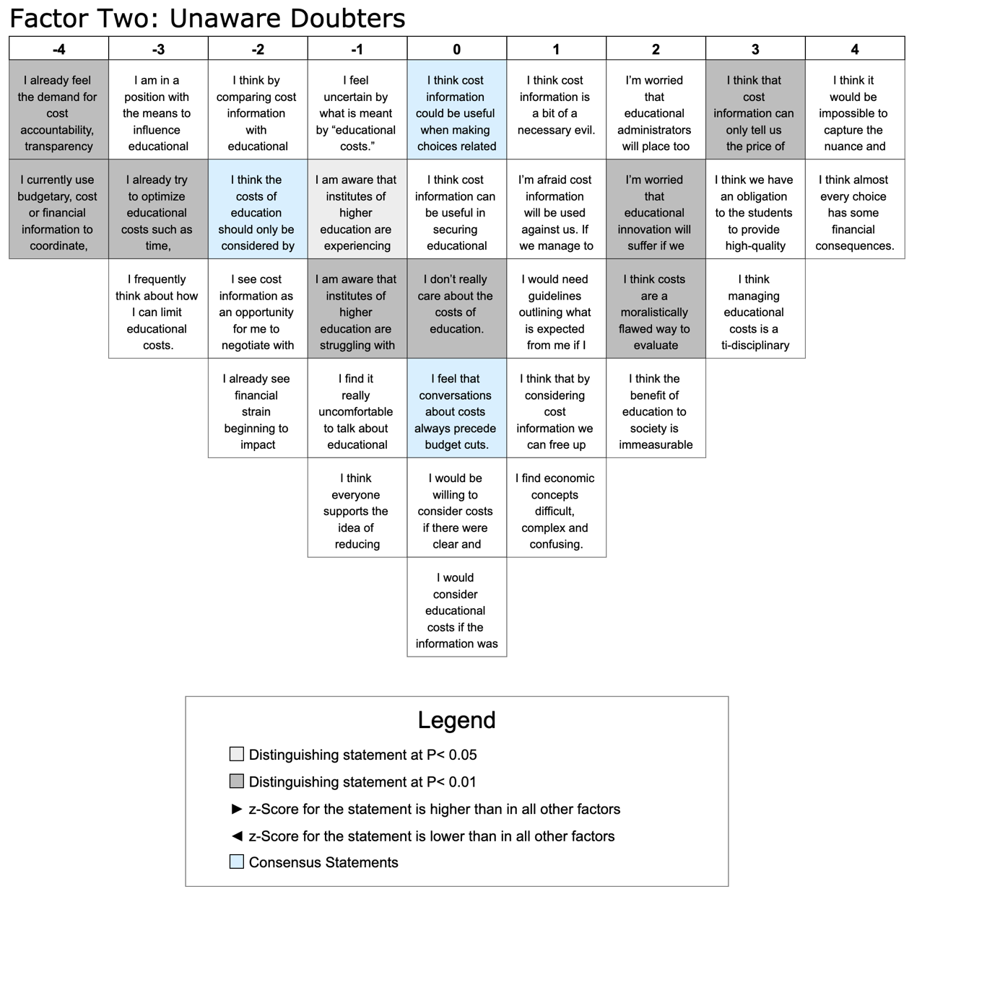 Factor Two: Unaware Doubters
-4
-3
-2
-1
0
1
2
3
4
I already feel
the demand for
cost
accountability,
transparency
I am in a
position with
the means to
influence
educational
I think by
comparing cost
information
with
educational
I feel
uncertain by
what is meant
by “educational
costs.”
I think cost
information
could be useful
when making
choices related
I think cost
information is
a bit of a
necessary evil.
I’m worried
that
educational
administrators
will place too
I think that
cost
information can
only tell us
the price of
I think it
would be
impossible to
capture the
nuance and
I currently use
budgetary, cost
or financial
information to
coordinate,
I already try
to optimize
educational
costs such as
time,
I think the
costs of
education
should only be
considered by
I am aware that
institutes of
higher
education are
experiencing
I think cost
information can
be useful in
securing
educational
I’m afraid cost
information
will be used
against us. If
we manage to
I’m worried
that
educational
innovation will
suffer if we
I think we have
an obligation
to the students
to provide
high-quality
I think almost
every choice
has some
financial
consequences.
I frequently
think about how
I can limit
educational
costs.
I see cost
information as
an opportunity
for me to
negotiate with
I am aware that
institutes of
higher
education are
struggling with
I don’t really
care about the
costs of
education.
I would need
guidelines
outlining what
is expected
from me if I
I think costs
are a
moralistically
flawed way to
evaluate
I think
managing
educational
costs is a
ti-disciplinary
I already see
financial
strain
beginning to
impact
I find it
really
uncomfortable
to talk about
educational
I feel that
conversations
about costs
always precede
budget cuts.
I think that by
considering
cost
information we
can free up
I think the
benefit of
education to
society is
immeasurable
I think
everyone
supports the
idea of
reducing
I would be
willing to
consider costs
if there were
clear and
I find economic
concepts
difficult,
complex and
confusing.
I would
consider
educational
costs if the
information was
Legend
Distinguishing statement at P< 0.05
Distinguishing statement at P< 0.01
► z-Score for the statement is higher than in all other factors
◄ z-Score for the statement is lower than in all other factors
Consensus Statements